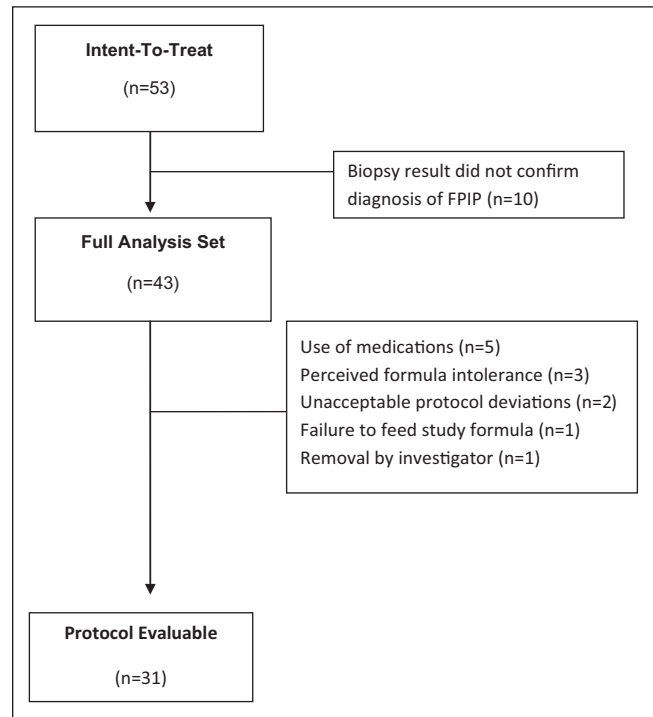 Intent-To-Treat
(n=53)
Biopsy result did not confirm
diagnosis of FPIP (n=10)
Full Analysis Set
(n=43)
Use of medications (n=5)
Perceived formula intolerance (n=3)
Unacceptable protocol deviations (n=2)
Failure to feed study formula (n=1)
Removal by investigator (n=1)
Protocol Evaluable
(n=31)